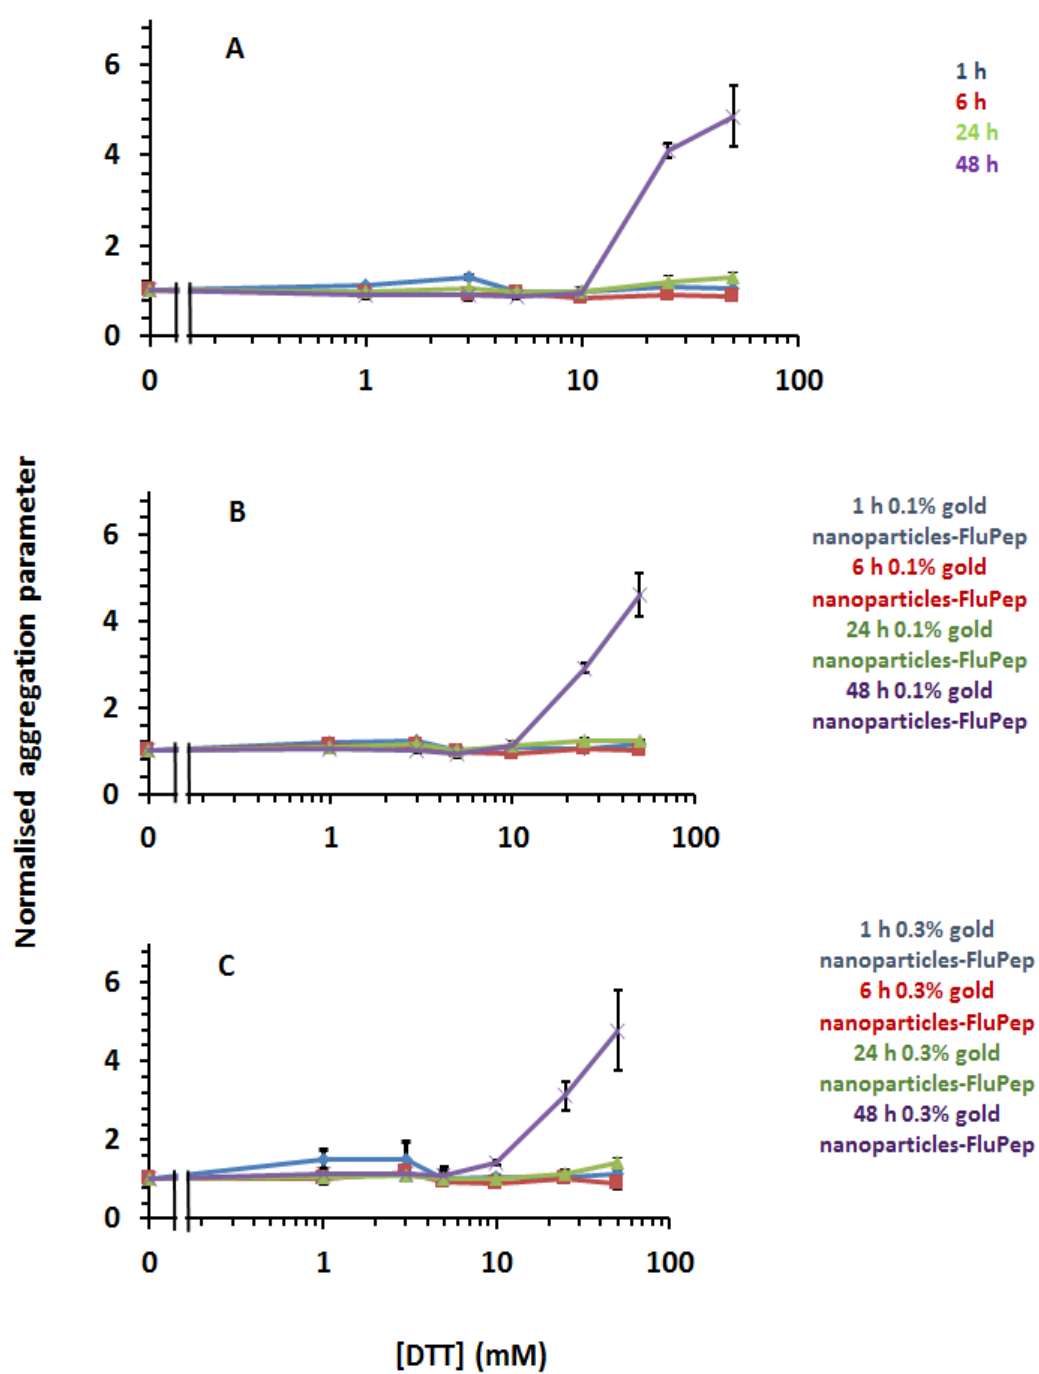 A
6
4
2
0
0 1 10 100
1 h
6 h
24 h
48 h
Normalised aggregation parameter
B
6
4
2
0
0 1 10 100
1 h 0.1% gold
nanoparticles-FluPep
6 h 0.1% gold
nanoparticles-FluPep
24 h 0.1% gold
nanoparticles-FluPep
48 h 0.1% gold
nanoparticles-FluPep
C
6
4
2
0
0 1 10 100
1 h 0.3% gold
nanoparticles-FluPep
6 h 0.3% gold
nanoparticles-FluPep
24 h 0.3% gold
nanoparticles-FluPep
48 h 0.3% gold
nanoparticles-FluPep
[DTT] (mM)